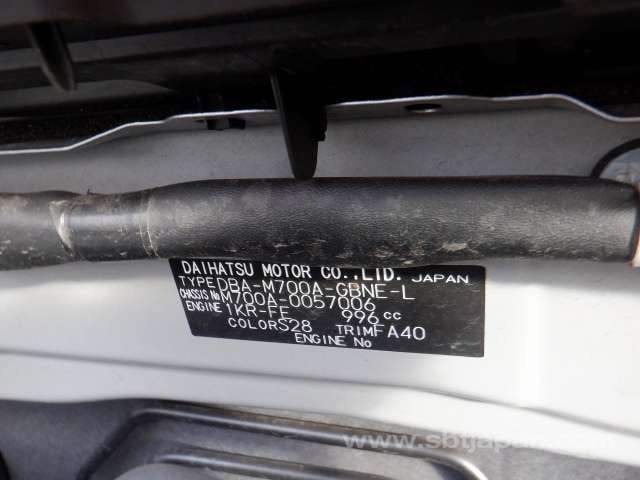 DAIHATSU MOTOR CO.,LTD. JAPAN
TYPE DBA-M700A-GBNE-L
CHASSIS No M700A-0057006
ENGINE 1KR-FE 996cc
COLOR S28 TRIM FA40
ENGINE No
www.sbtjapan